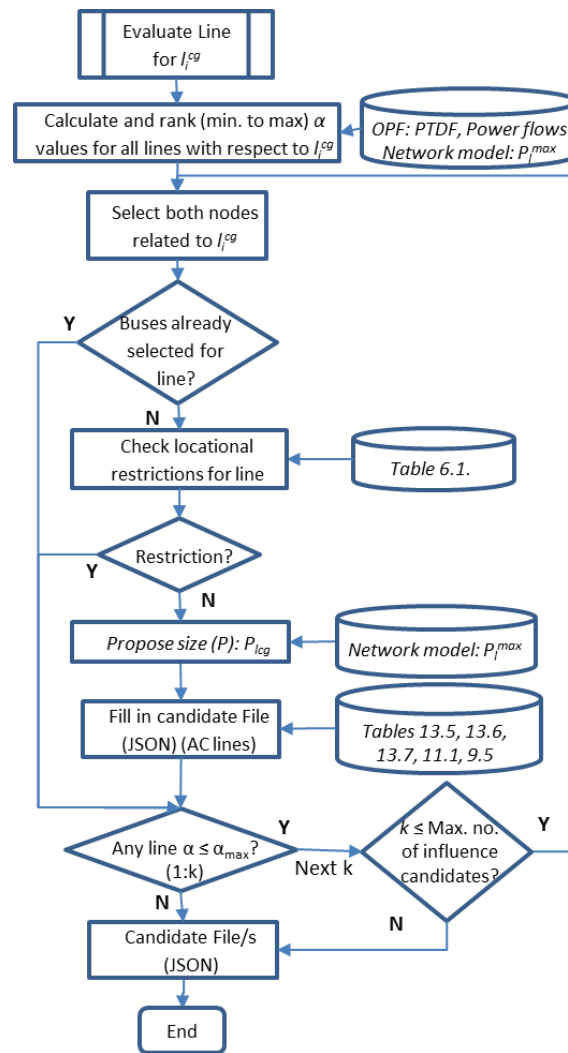 Evaluate Line
for l_i^cg
Calculate and rank (min. to max) α
values for all lines with respect to l_i^cg
OPF: PTDF, Power flows
Network model: P_l^max
Select both nodes
related to l_i^cg
Y
Buses already
selected for
line?
N
Check locational
restrictions for line
Table 6.1.
Restriction?
Y
N
Propose size (P): P_lcg
Network model: P_l^max
Fill in candidate File
(JSON) (AC lines)
Tables 13.5, 13.6,
13.7, 11.1, 9.5
Any line α ≤ α_max?
(1:k)
Y
Next k
k ≤ Max. no.
of influence
candidates?
Y
N
N
Candidate File/s
(JSON)
End